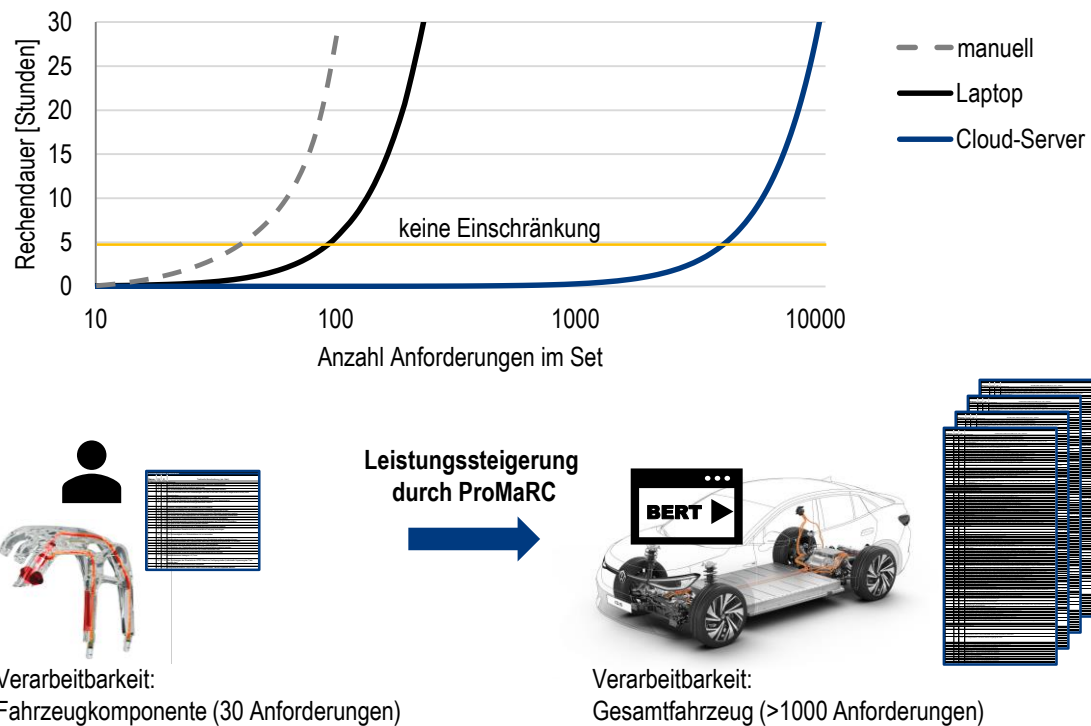 30
25
20
15
10
5
0
Rechendauer [Stunden]
keine Einschränkung
10
100
1000
10000
Anzahl Anforderungen im Set
manuell
Laptop
Cloud-Server
Leistungssteigerung
durch ProMaRC
BERT
Verarbeitbarkeit:
Fahrzeugkomponente (30 Anforderungen)
Verarbeitbarkeit:
Gesamtfahrzeug (>1000 Anforderungen)